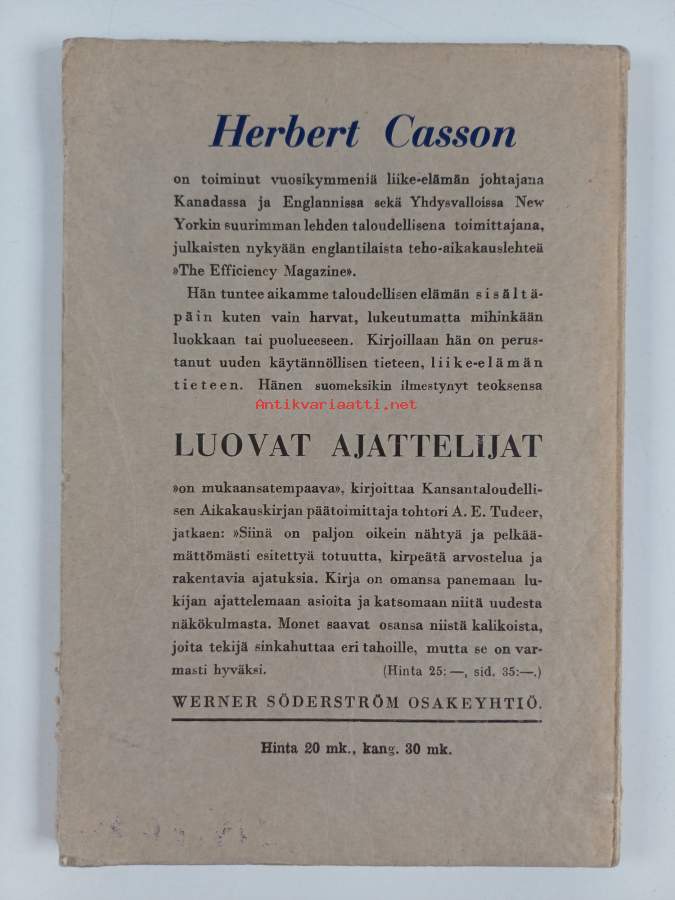 Herbert Casson
on toiminut vuosikymmeniä liike-elämän johtajana
Kanadassa ja Englannissa sekä Yhdysvalloissa New
Yorkin suurimman lehden taloudellisena toimittajana,
julkaisten nykyään englantilaista teho-aikakauslehteä
»The Efficiency Magazine».
Hän tuntee aikamme taloudellisen elämän sisältä-
päin kuten vain harvat, lukeutumatta mihinkään
luokkaan tai puolueeseen. Kirjoillaan hän on perus-
tanut uuden käytännöllisen tieteen, liike-elämän
tieteen. Hänen suomeksikin ilmestynyt teoksensa
Antikvariaatti.net
LUOVAT AJATTELIJAT
»on mukaansatempaava», kirjoittaa Kansantaloudelli-
sen Aikakauskirjan päätoimittaja tohtori A. E. Tudeer,
jatkaen: »Siinä on paljon oikein nähtyä ja pelkää-
mättömästi esitettyä totuutta, kirpeätä arvostelua ja
rakentavia ajatuksia. Kirja on omansa panemaan lu-
kijan ajattelemaan asioita ja katsomaan niitä uudesta
näkökulmasta. Monet saavat osansa niistä kalikoista,
joita tekijä sinkahuttaa eri tahoille, mutta se on var-
masti hyväksi. (Hinta 25: —, sid. 35:—.)
WERNER SÖDERSTRÖM OSAKEYHTIÖ.
Hinta 20 mk., kang. 30 mk.